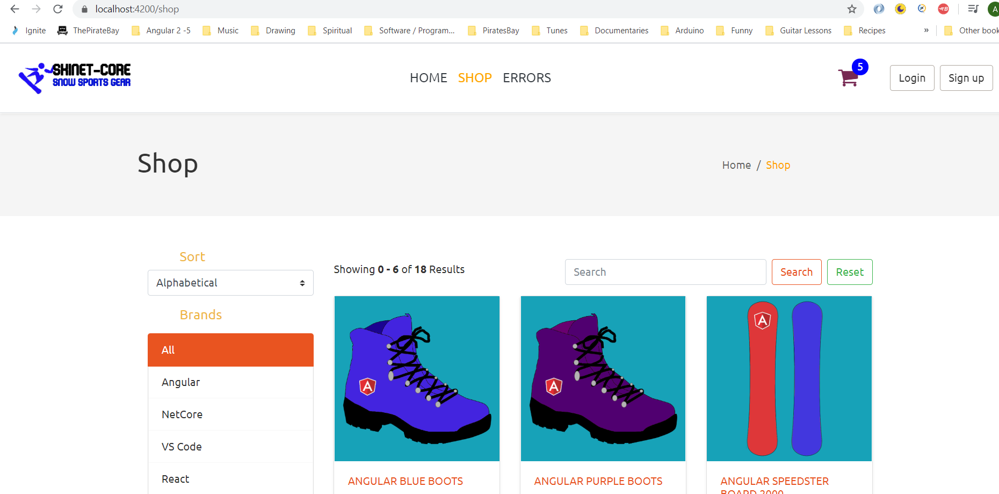 localhost:4200/shop
A
Ignite ThePirateBay Angular 2 -5 Music Drawing Spiritual Software / Program... PiratesBay Tunes Documentaries Arduino Funny Guitar Lessons Recipes » Other book
SKINET-CORE
SNOW SPORTS GEAR
HOME SHOP ERRORS
5
Login Sign up
Shop
Home / Shop
Sort
Alphabetical
Showing 0 - 6 of 18 Results
Search Search Reset
Brands
All
Angular
NetCore
VS Code
React
A
A
A
ANGULAR BLUE BOOTS
ANGULAR PURPLE BOOTS
ANGULAR SPEEDSTER
BOARD 2000